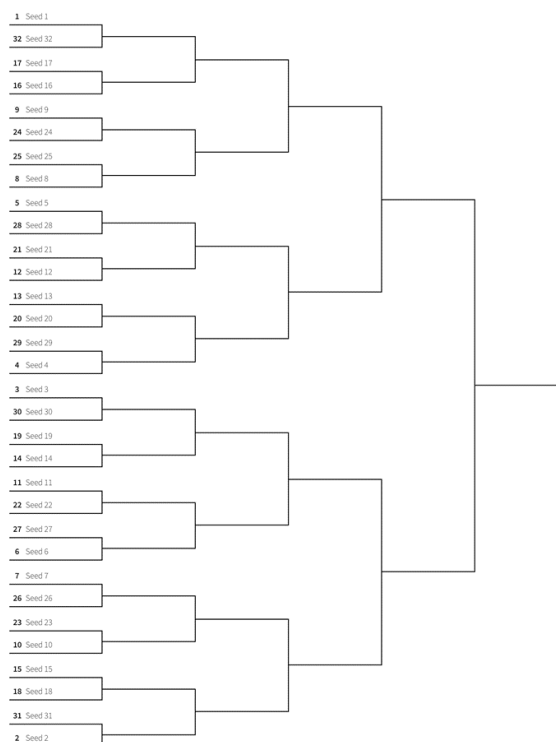 1 Seed 1
32 Seed 32
17 Seed 17
16 Seed 16
9 Seed 9
24 Seed 24
25 Seed 25
8 Seed 8
5 Seed 5
28 Seed 28
21 Seed 21
12 Seed 12
13 Seed 13
20 Seed 20
29 Seed 29
4 Seed 4
3 Seed 3
30 Seed 30
19 Seed 19
14 Seed 14
11 Seed 11
22 Seed 22
27 Seed 27
6 Seed 6
7 Seed 7
26 Seed 26
23 Seed 23
10 Seed 10
15 Seed 15
18 Seed 18
31 Seed 31
2 Seed 2